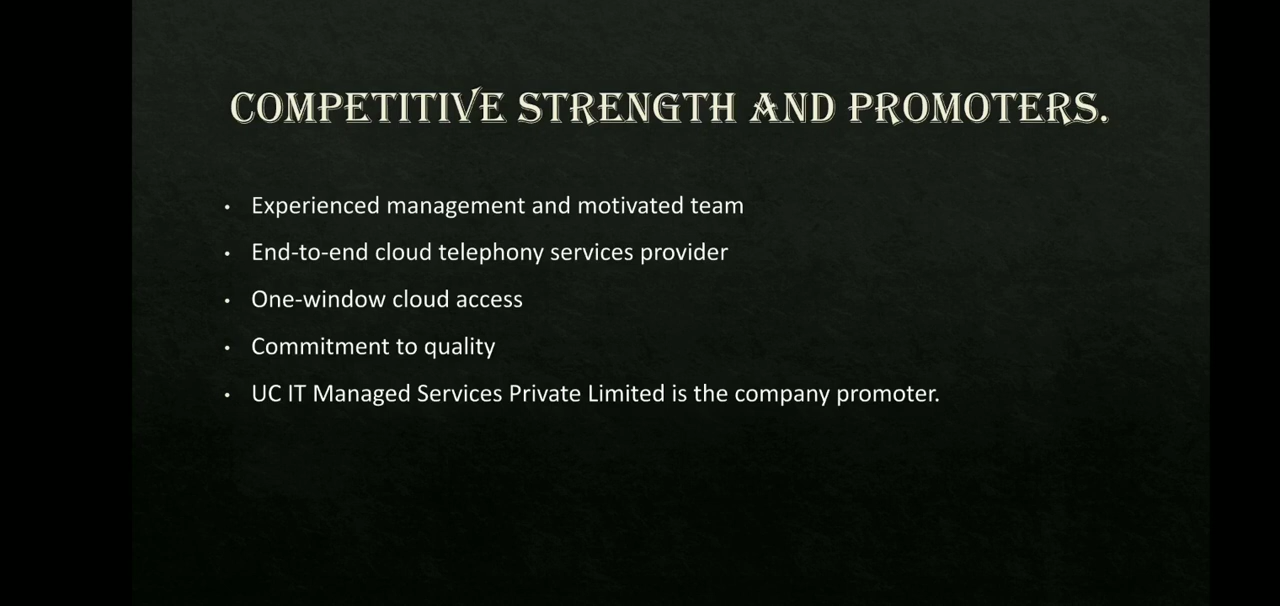 COMPETITIVE STRENGTH AND PROMOTERS.
• Experienced management and motivated team
• End-to-end cloud telephony services provider
• One-window cloud access
• Commitment to quality
• UC IT Managed Services Private Limited is the company promoter.